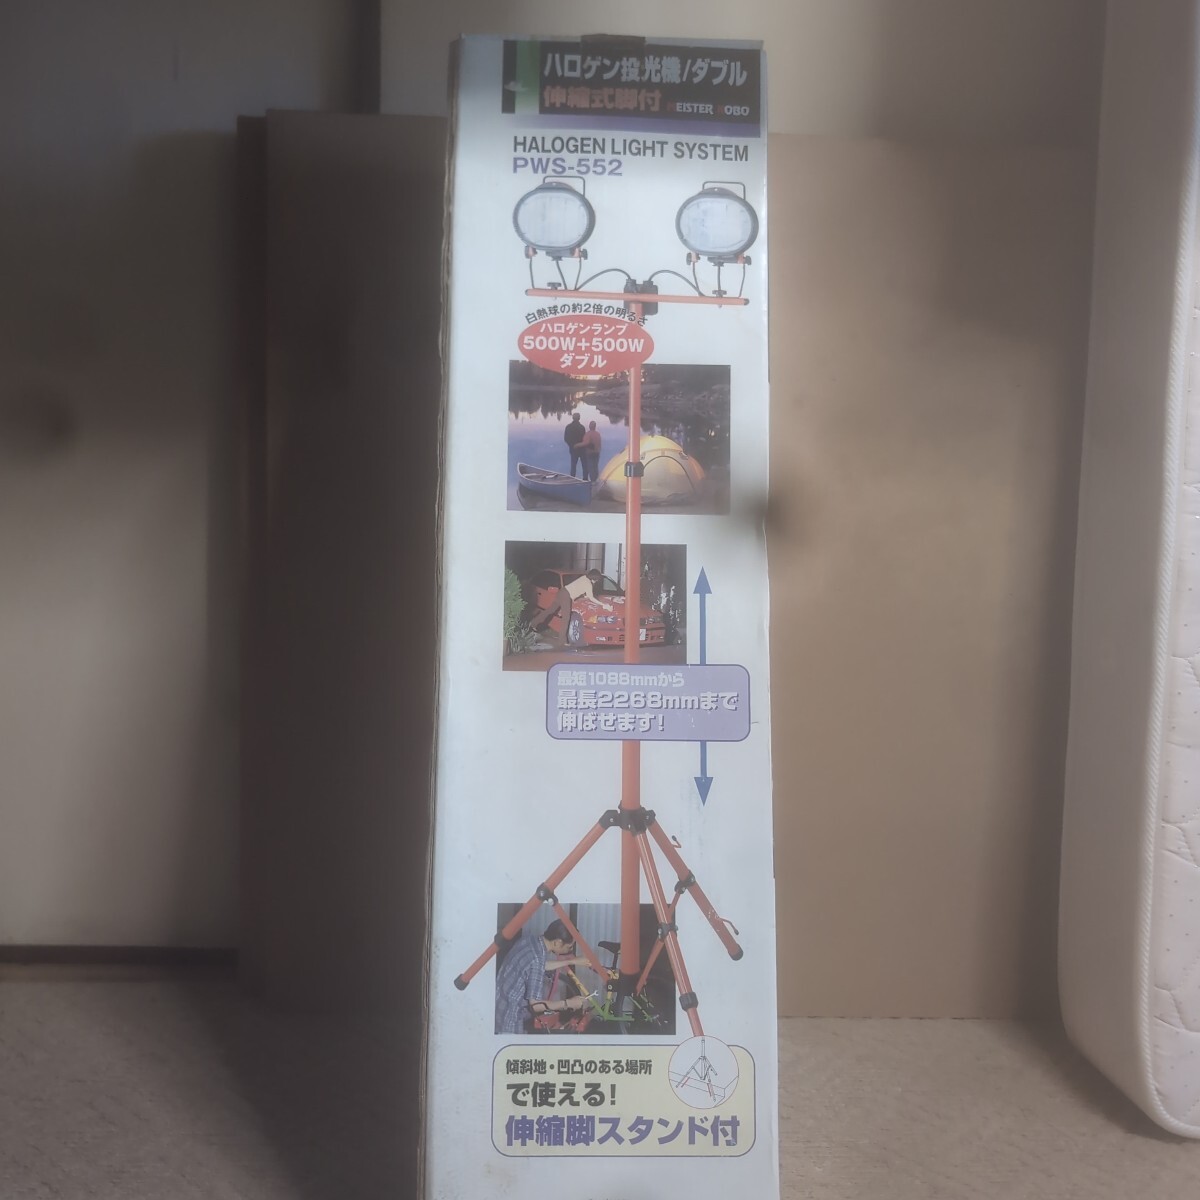 ハロゲン投光機/ダブル
伸縮式脚付 MEISTER KOBO
HALOGEN LIGHT SYSTEM
PWS-552
白熱球の約2倍の明るさ
ハロゲンランプ
500W+500W
ダブル
最短1088mmから
最長2268mmまで
伸ばせます!
傾斜地・凹凸のある場所
で使える!
伸縮脚スタンド付